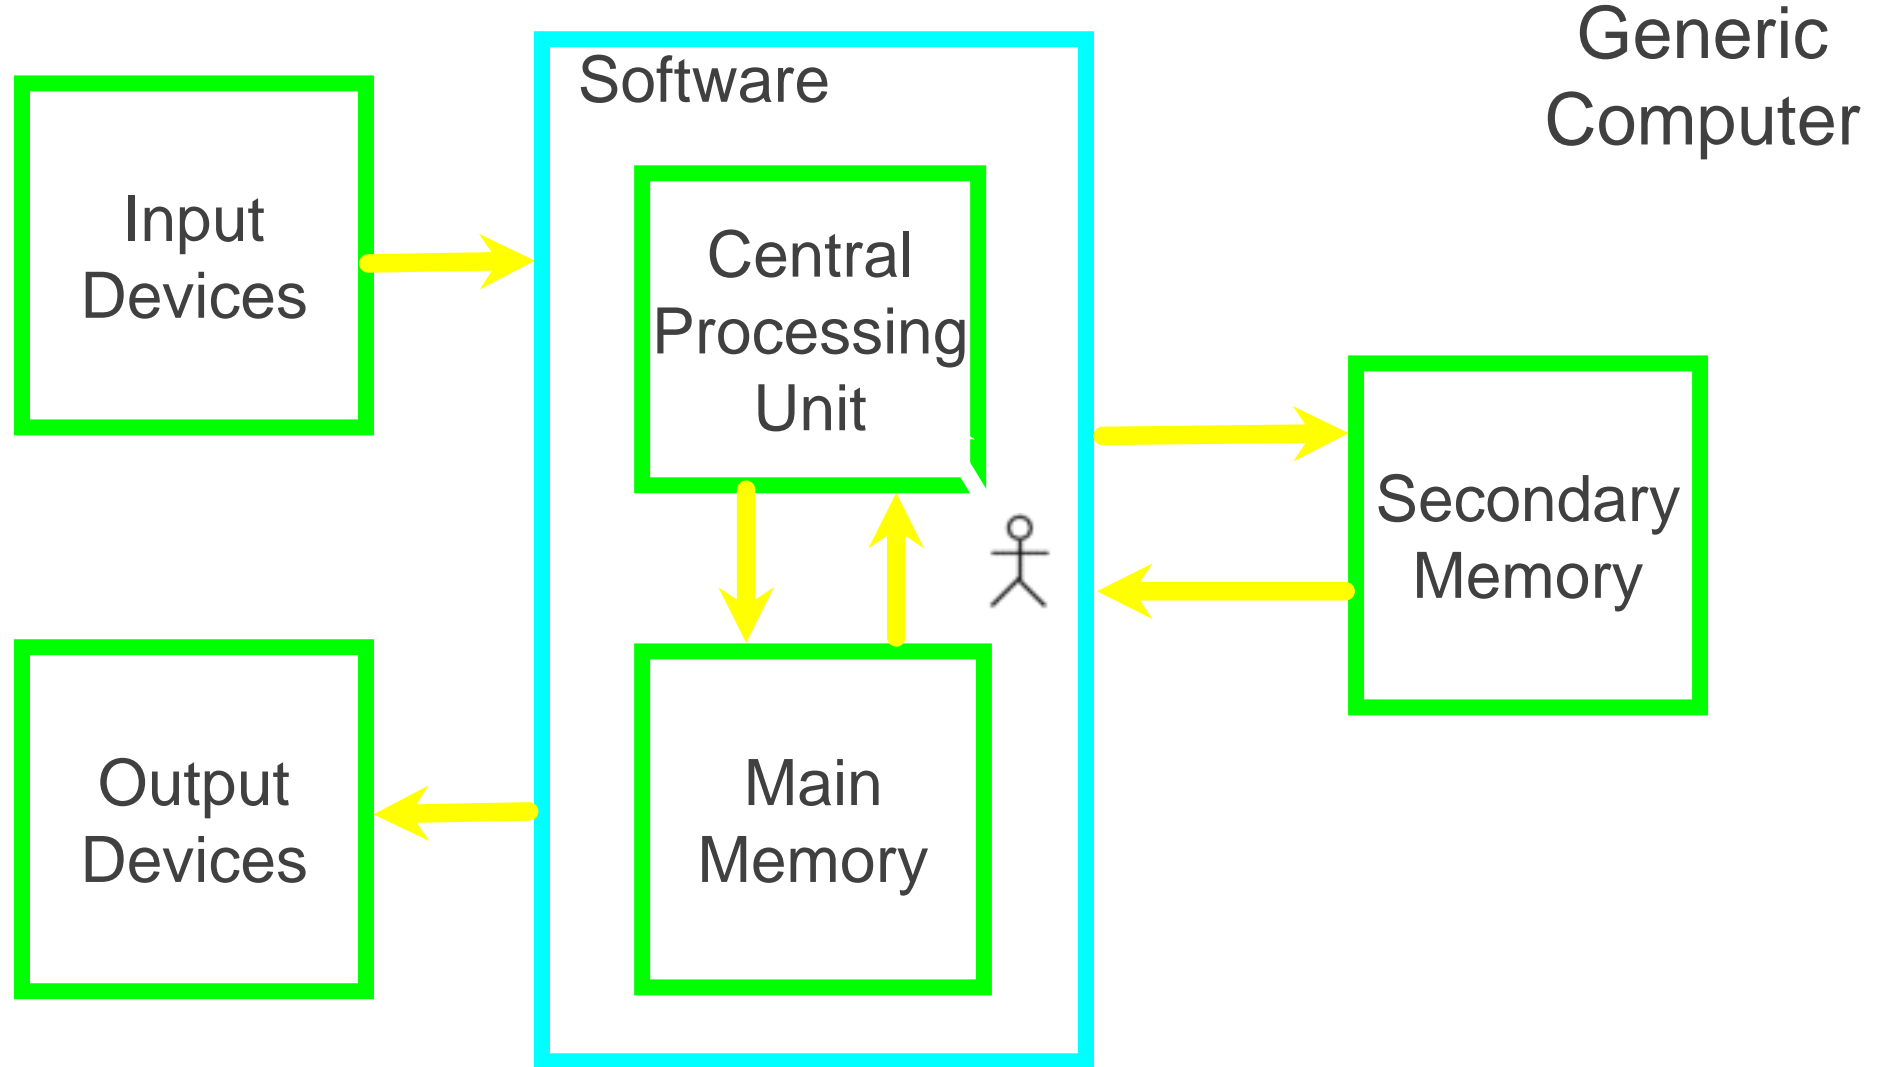 Generic
Computer
Software
Input
Devices
Central
Processing
Unit
Secondary
Memory
Output
Devices
Main
Memory